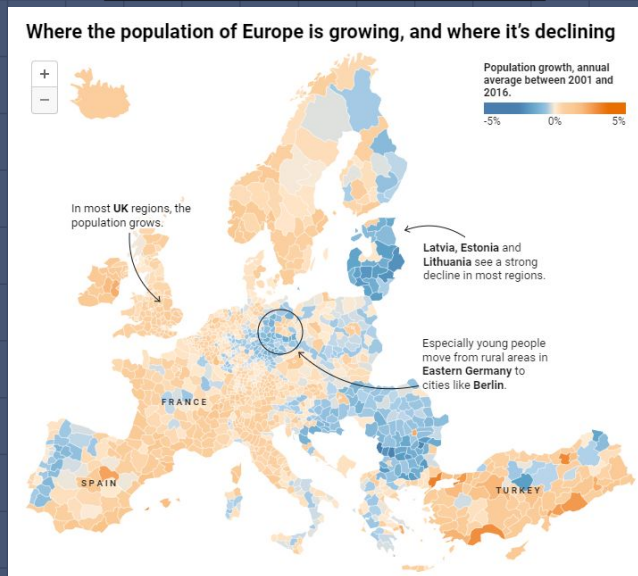 Where the population of Europe is growing, and where it's declining
+
−
Population growth, annual
average between 2001 and
2016.
-5% 0% 5%
In most UK regions, the
population grows.
Latvia, Estonia and
Lithuania see a strong
decline in most regions.
Especially young people
move from rural areas in
Eastern Germany to
cities like Berlin.
FRANCE
SPAIN
TURKEY